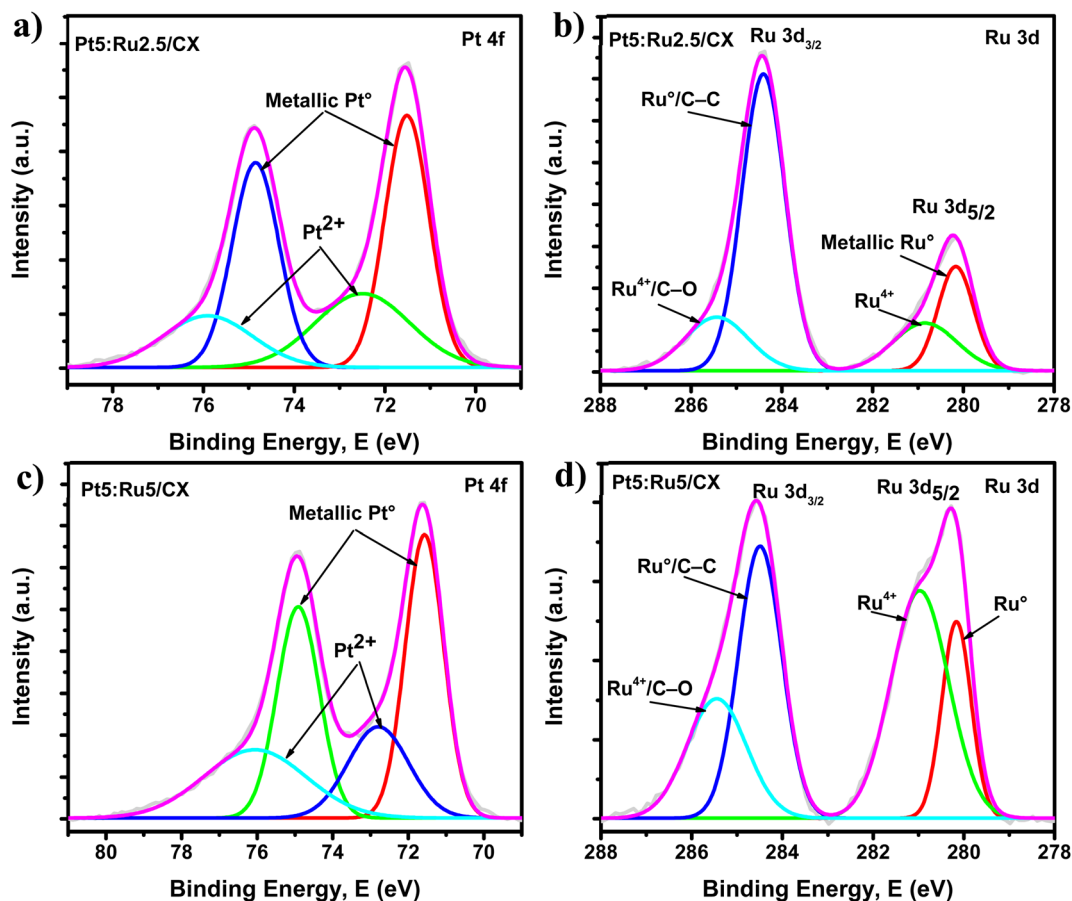 a)
Pt5:Ru2.5/CX
Pt 4f
Metallic Pt°
Pt2+
Intensity (a.u.)
78 76 74 72 70
Binding Energy, E (eV)
b)
Pt5:Ru2.5/CX
Ru 3d3/2
Ru 3d
Ru°/C–C
Ru 3d5/2
Metallic Ru°
Ru4+/C–O
Ru4+
Intensity (a.u.)
288 286 284 282 280 278
Binding Energy, E (eV)
c)
Pt5:Ru5/CX
Pt 4f
Metallic Pt°
Pt2+
Intensity (a.u.)
80 78 76 74 72 70
Binding Energy, E (eV)
d)
Pt5:Ru5/CX
Ru 3d3/2
Ru 3d5/2
Ru 3d
Ru°/C–C
Ru4+
Ru°
Ru4+/C–O
Intensity (a.u.)
288 286 284 282 280 278
Binding Energy, E (eV)